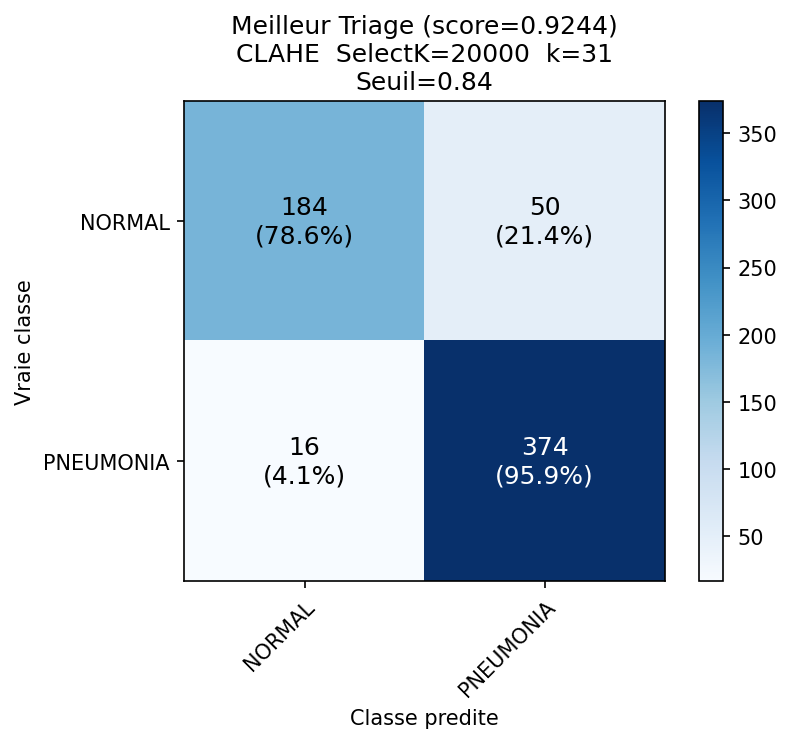 Meilleur Triage (score=0.9244)
CLAHE  SelectK=20000  k=31
Seuil=0.84
Vraie classe
NORMAL
184
(78.6%)
50
(21.4%)
PNEUMONIA
16
(4.1%)
374
(95.9%)
NORMAL
PNEUMONIA
Classe predite
350
300
250
200
150
100
50